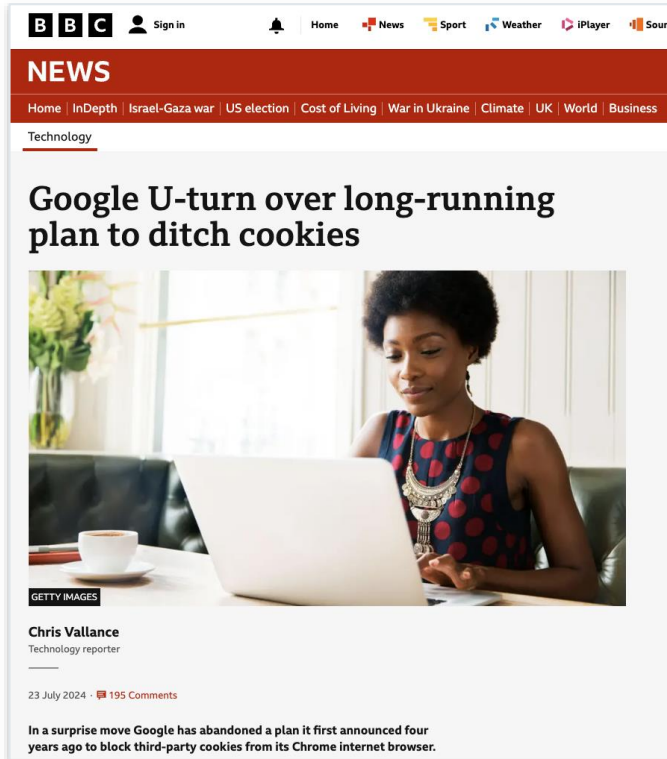 BBC Sign in Home News Sport Weather iPlayer
NEWS
Home InDepth Israel-Gaza war US election Cost of Living War in Ukraine Climate UK World Business
Technology
Google U-turn over long-running
plan to ditch cookies
GETTY IMAGES
Chris Vallance
Technology reporter
23 July 2024 · 195 Comments
In a surprise move Google has abandoned a plan it first announced four
years ago to block third-party cookies from its Chrome internet browser.